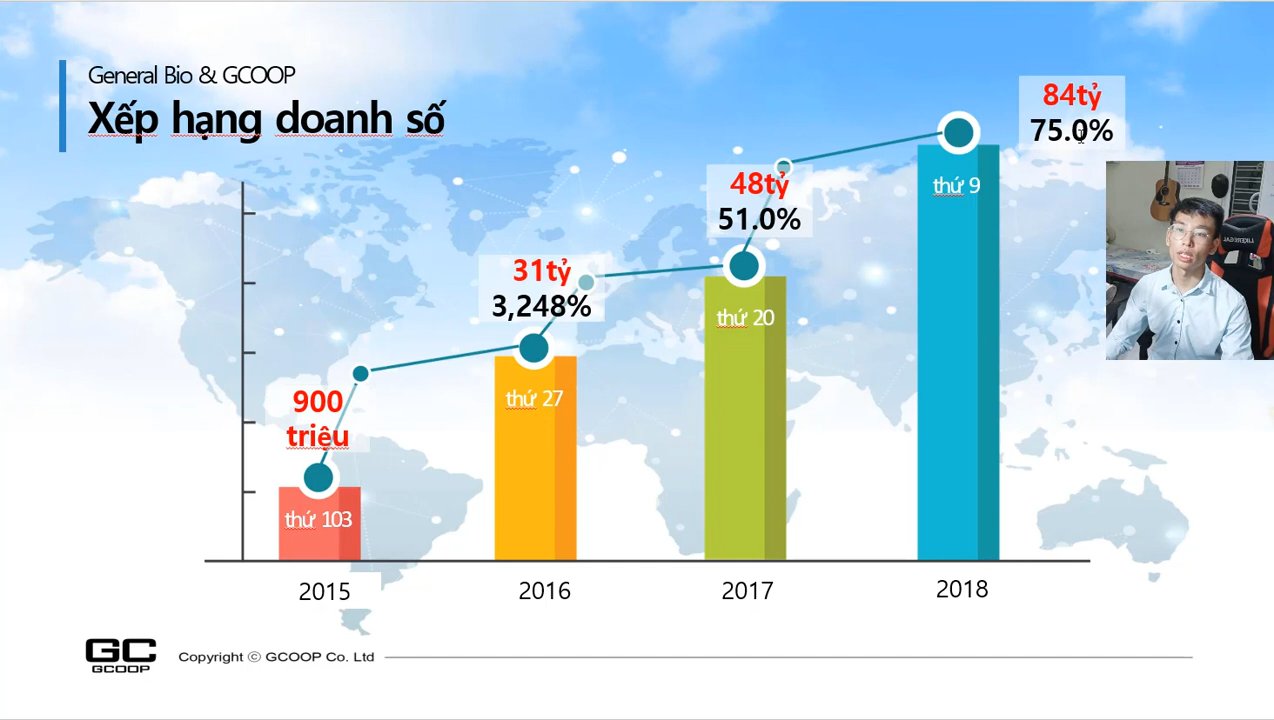 General Bio & GCOOP
Xếp hạng doanh số
84tỷ
75.0%
thứ 9
48tỷ
51.0%
thứ 20
31tỷ
3,248%
thứ 27
900
triệu
thứ 103
2015
2016
2017
2018
GC
GCOOP
Copyright ⓒ GCOOP Co. Ltd